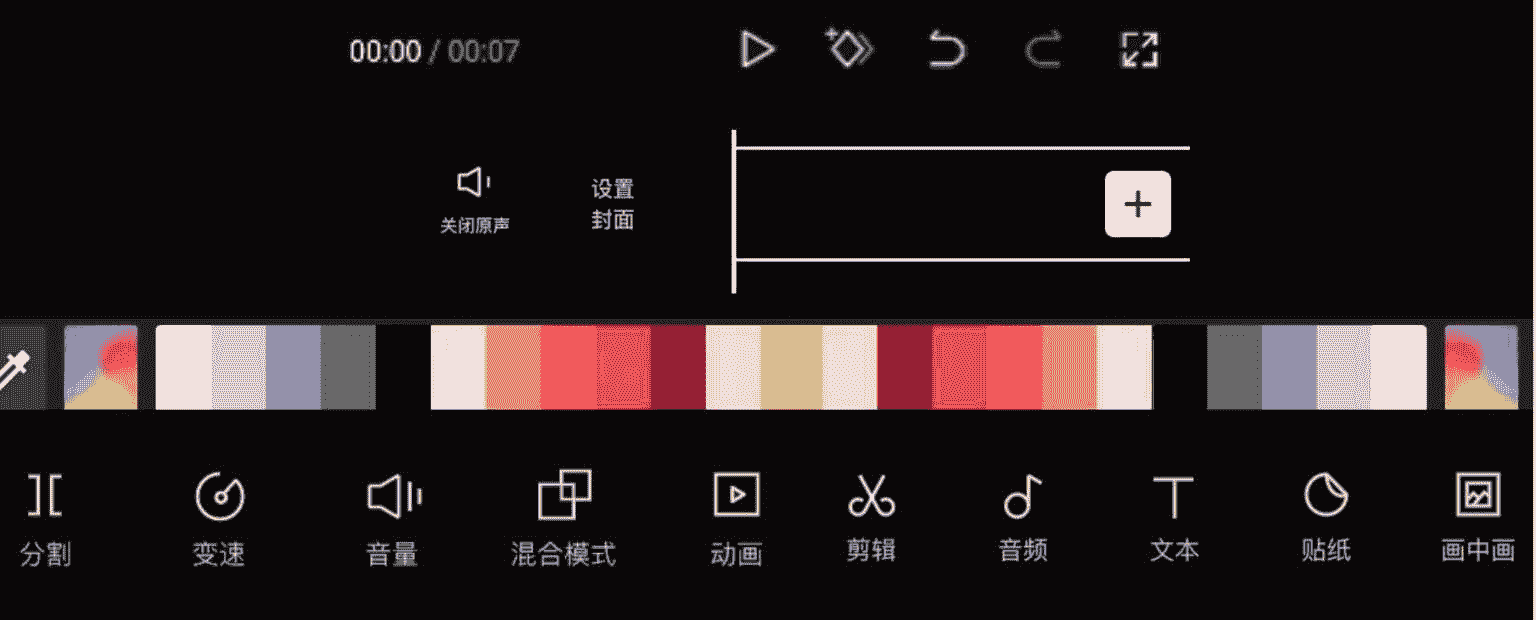 00:00 / 00:07
关闭原声
设置
封面
分割
变速
音量
混合模式
动画
剪辑
音频
文本
贴纸
画中画